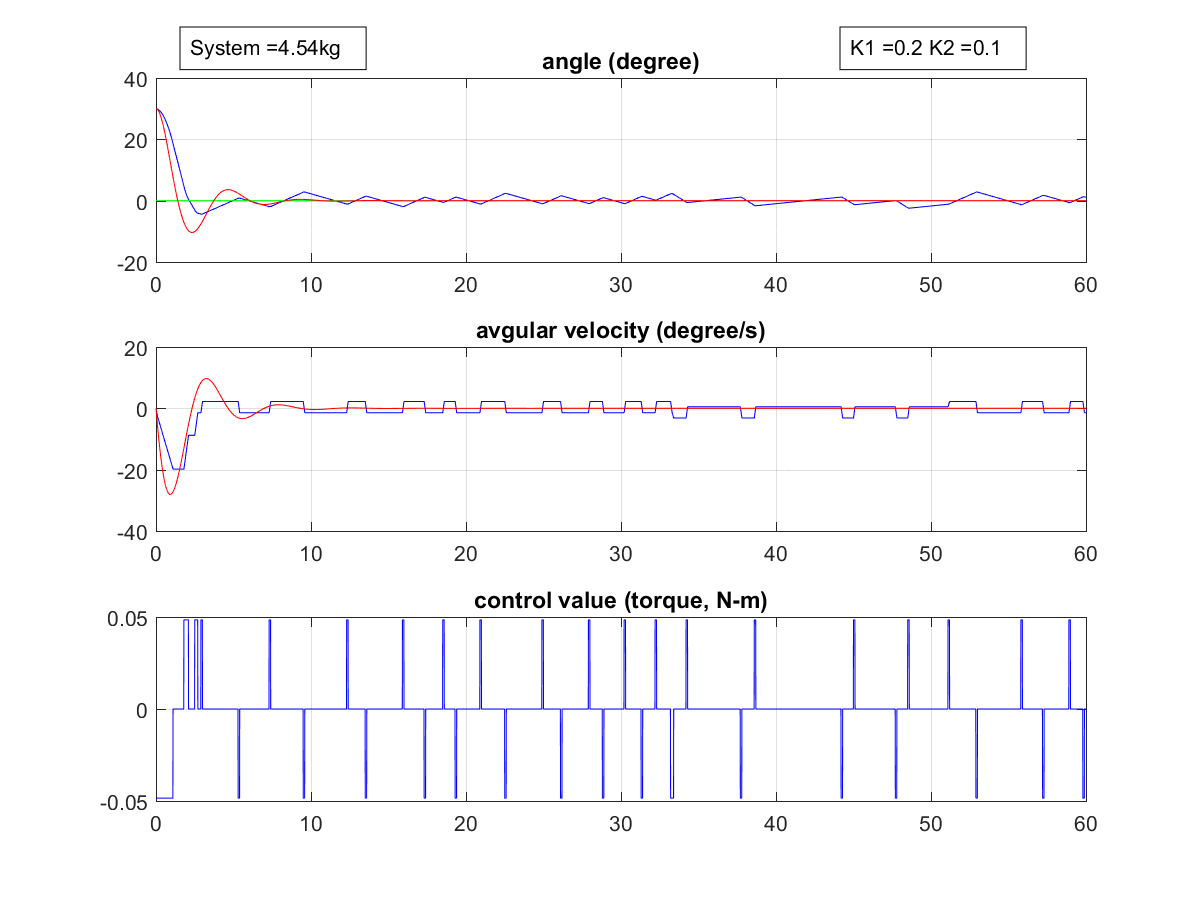 System =4.54kg
K1 =0.2 K2 =0.1
angle (degree)
40
20
0
-20
0 10 20 30 40 50 60
avgular velocity (degree/s)
20
0
-20
-40
0 10 20 30 40 50 60
control value (torque, N-m)
0.05
0
-0.05
0 10 20 30 40 50 60